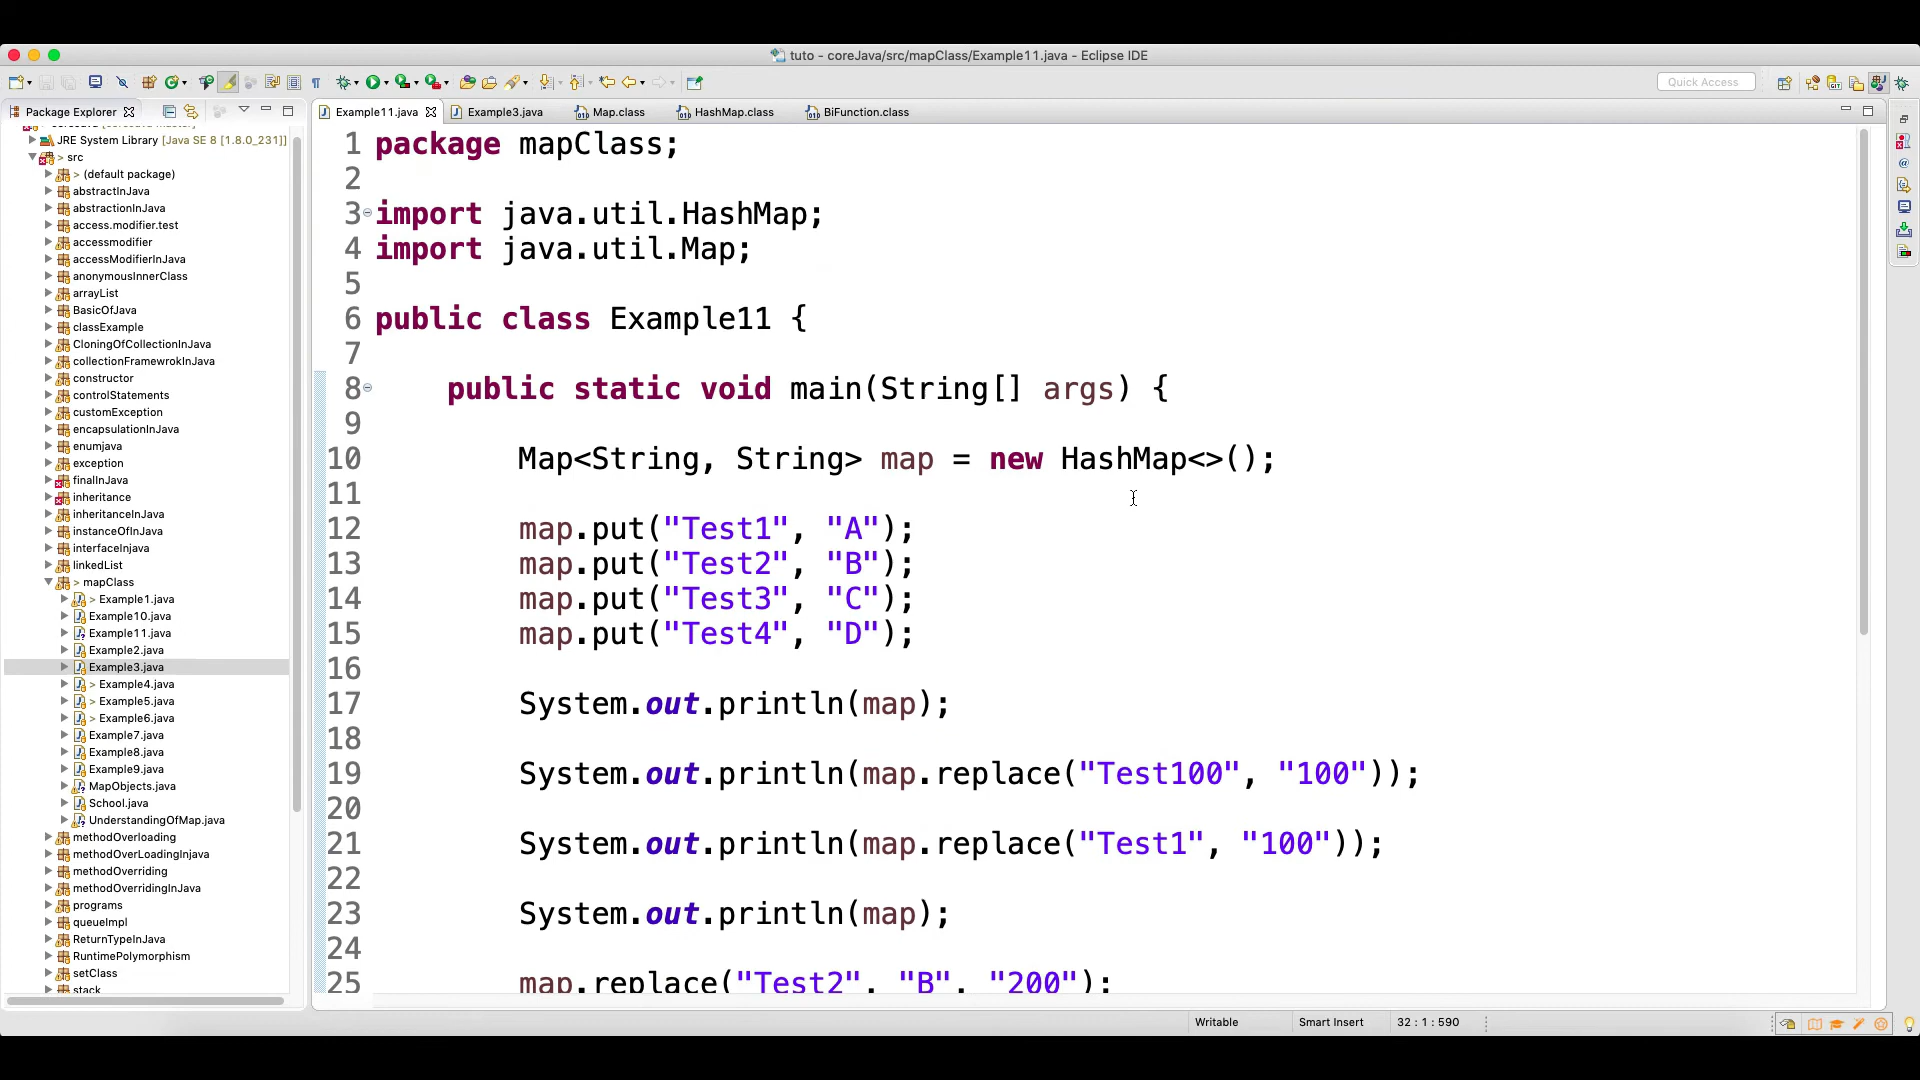 tuto - coreJava/src/mapClass/Example11.java - Eclipse IDE
Quick Access
Package Explorer
Example11.java
Example3.java
Map.class
HashMap.class
BiFunction.class
JRE System Library [Java SE 8 [1.8.0_231]]
> src
> (default package)
abstractInJava
abstractionInJava
access.modifier.test
accessmodifier
accessModifierInJava
anonymousInnerClass
arrayList
BasicOfJava
classExample
CloningOfCollectionInJava
collectionFramewrokInJava
constructor
controlStatements
customException
encapsulationInJava
enumjava
exception
finalInJava
inheritance
inheritanceInJava
instanceOfInJava
interfaceInjava
linkedList
> mapClass
> Example1.java
Example10.java
Example11.java
Example2.java
Example3.java
> Example4.java
> Example5.java
> Example6.java
Example7.java
Example8.java
Example9.java
MapObjects.java
School.java
UnderstandingOfMap.java
methodOverloading
methodOverLoadingInjava
methodOverriding
methodOverridingInJava
programs
queueImpl
ReturnTypeInJava
RuntimePolymorphism
setClass
stack
1 package mapClass;
2
3 import java.util.HashMap;
4 import java.util.Map;
5
6 public class Example11 {
7
8 public static void main(String[] args) {
9
10 Map<String, String> map = new HashMap<>();
11
12 map.put("Test1", "A");
13 map.put("Test2", "B");
14 map.put("Test3", "C");
15 map.put("Test4", "D");
16
17 System.out.println(map);
18
19 System.out.println(map.replace("Test100", "100"));
20
21 System.out.println(map.replace("Test1", "100"));
22
23 System.out.println(map);
24
25 map.replace("Test2", "B", "200");
Writable
Smart Insert
32 : 1 : 590